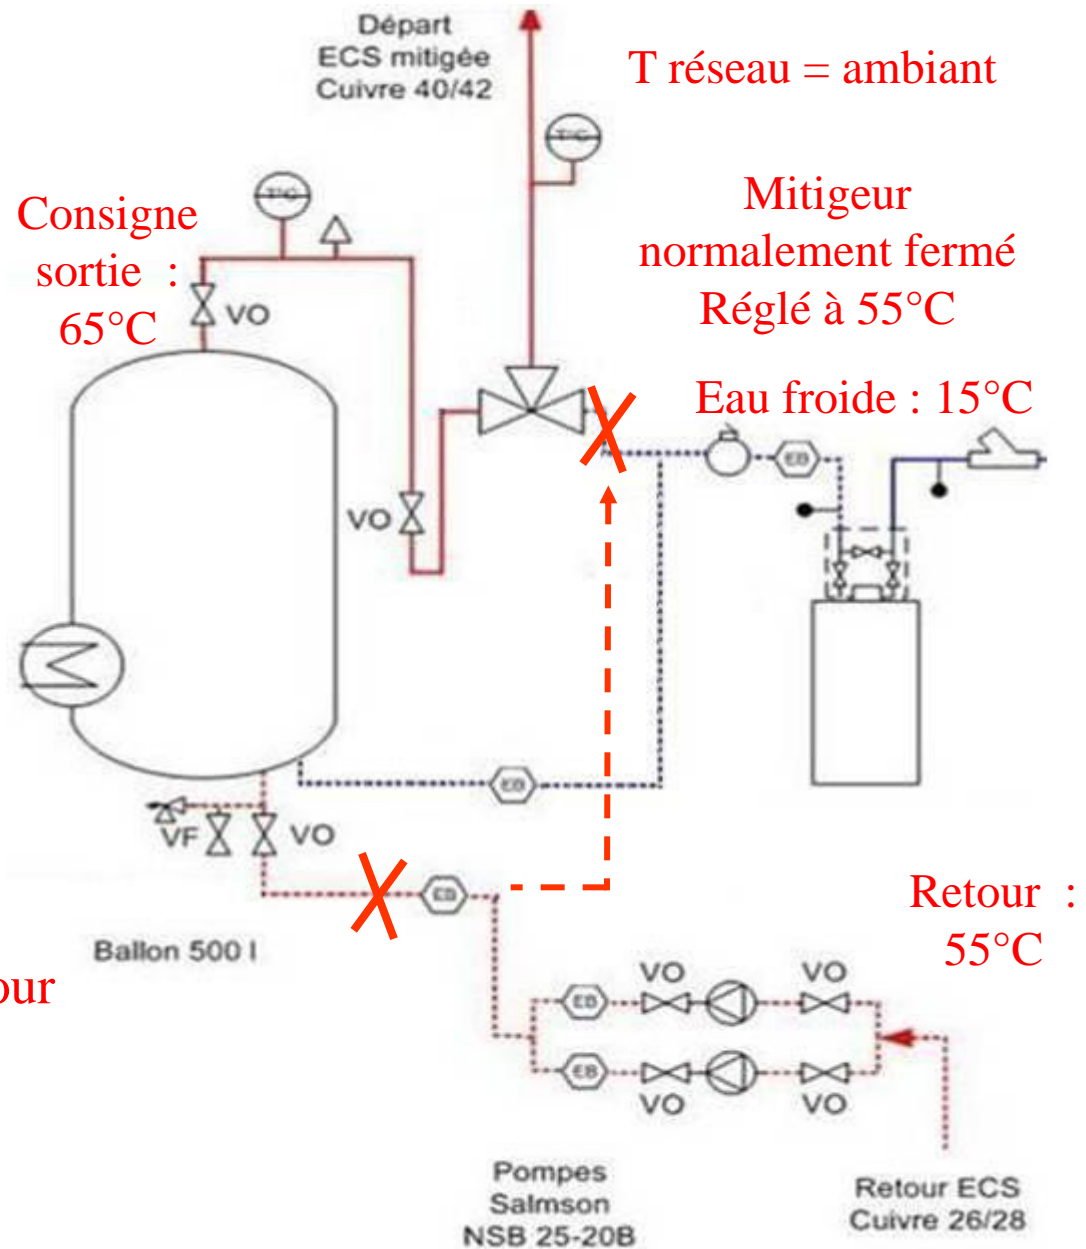 Départ
ECS mitigée
Cuivre 40/42
T réseau = ambiant
T°C
T°C
Consigne
sortie :
65°C
Mitigeur
normalement fermé
Réglé à 55°C
VO
Eau froide : 15°C
EB
VO
EB
VF
VO
EB
Retour :
55°C
Ballon 500 l
our
VO
VO
EB
EB
VO
VO
Pompes
Salmson
NSB 25-20B
Retour ECS
Cuivre 26/28